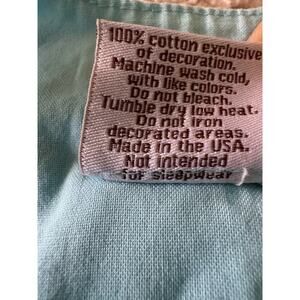 100% cotton exclusive
of decoration.
Machine wash cold,
with like colors.
Do not bleach.
Tumble dry low heat.
Do not iron
decorated areas.
Made in the USA.
Not intended
for sleepwear